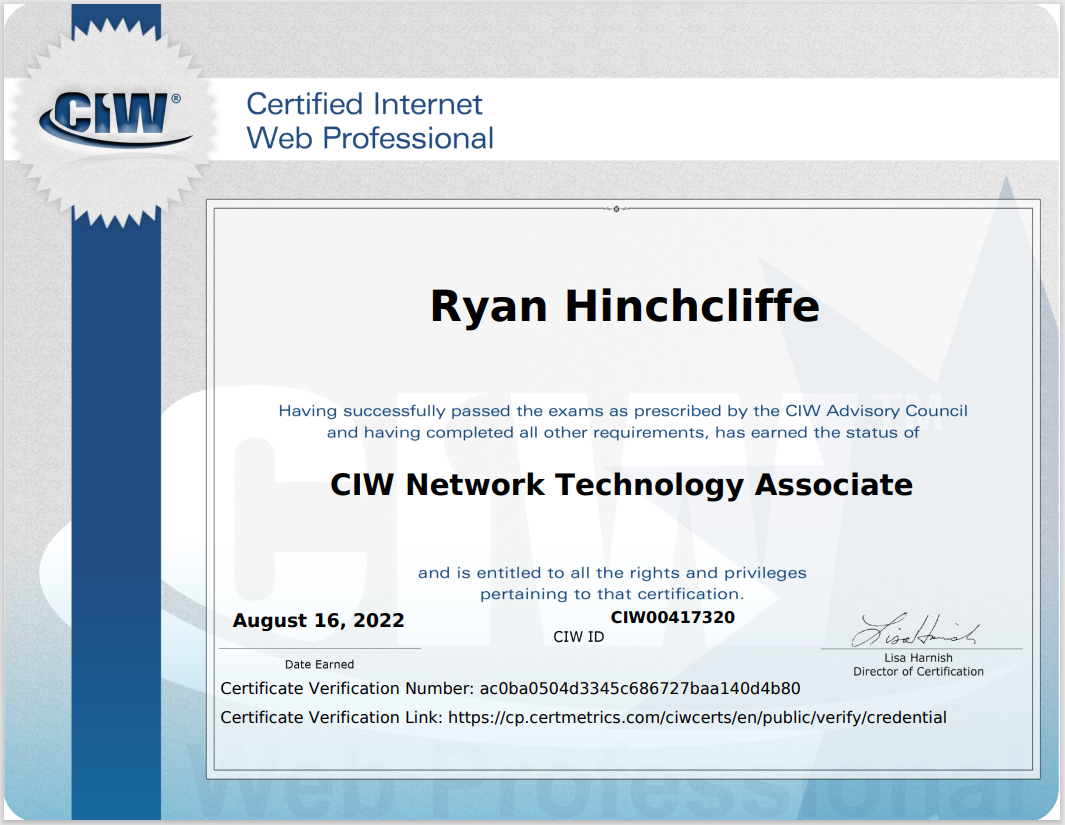 CIW®
Certified Internet
Web Professional
Ryan Hinchcliffe
Having successfully passed the exams as prescribed by the CIW Advisory Council
and having completed all other requirements, has earned the status of
CIW Network Technology Associate
and is entitled to all the rights and privileges
pertaining to that certification.
August 16, 2022
Date Earned
CIW00417320
CIW ID
Lisa Harnish
Lisa Harnish
Director of Certification
Certificate Verification Number: ac0ba0504d3345c686727baa140d4b80
Certificate Verification Link: https://cp.certmetrics.com/ciwcerts/en/public/verify/credential
CIW™
Web Professional